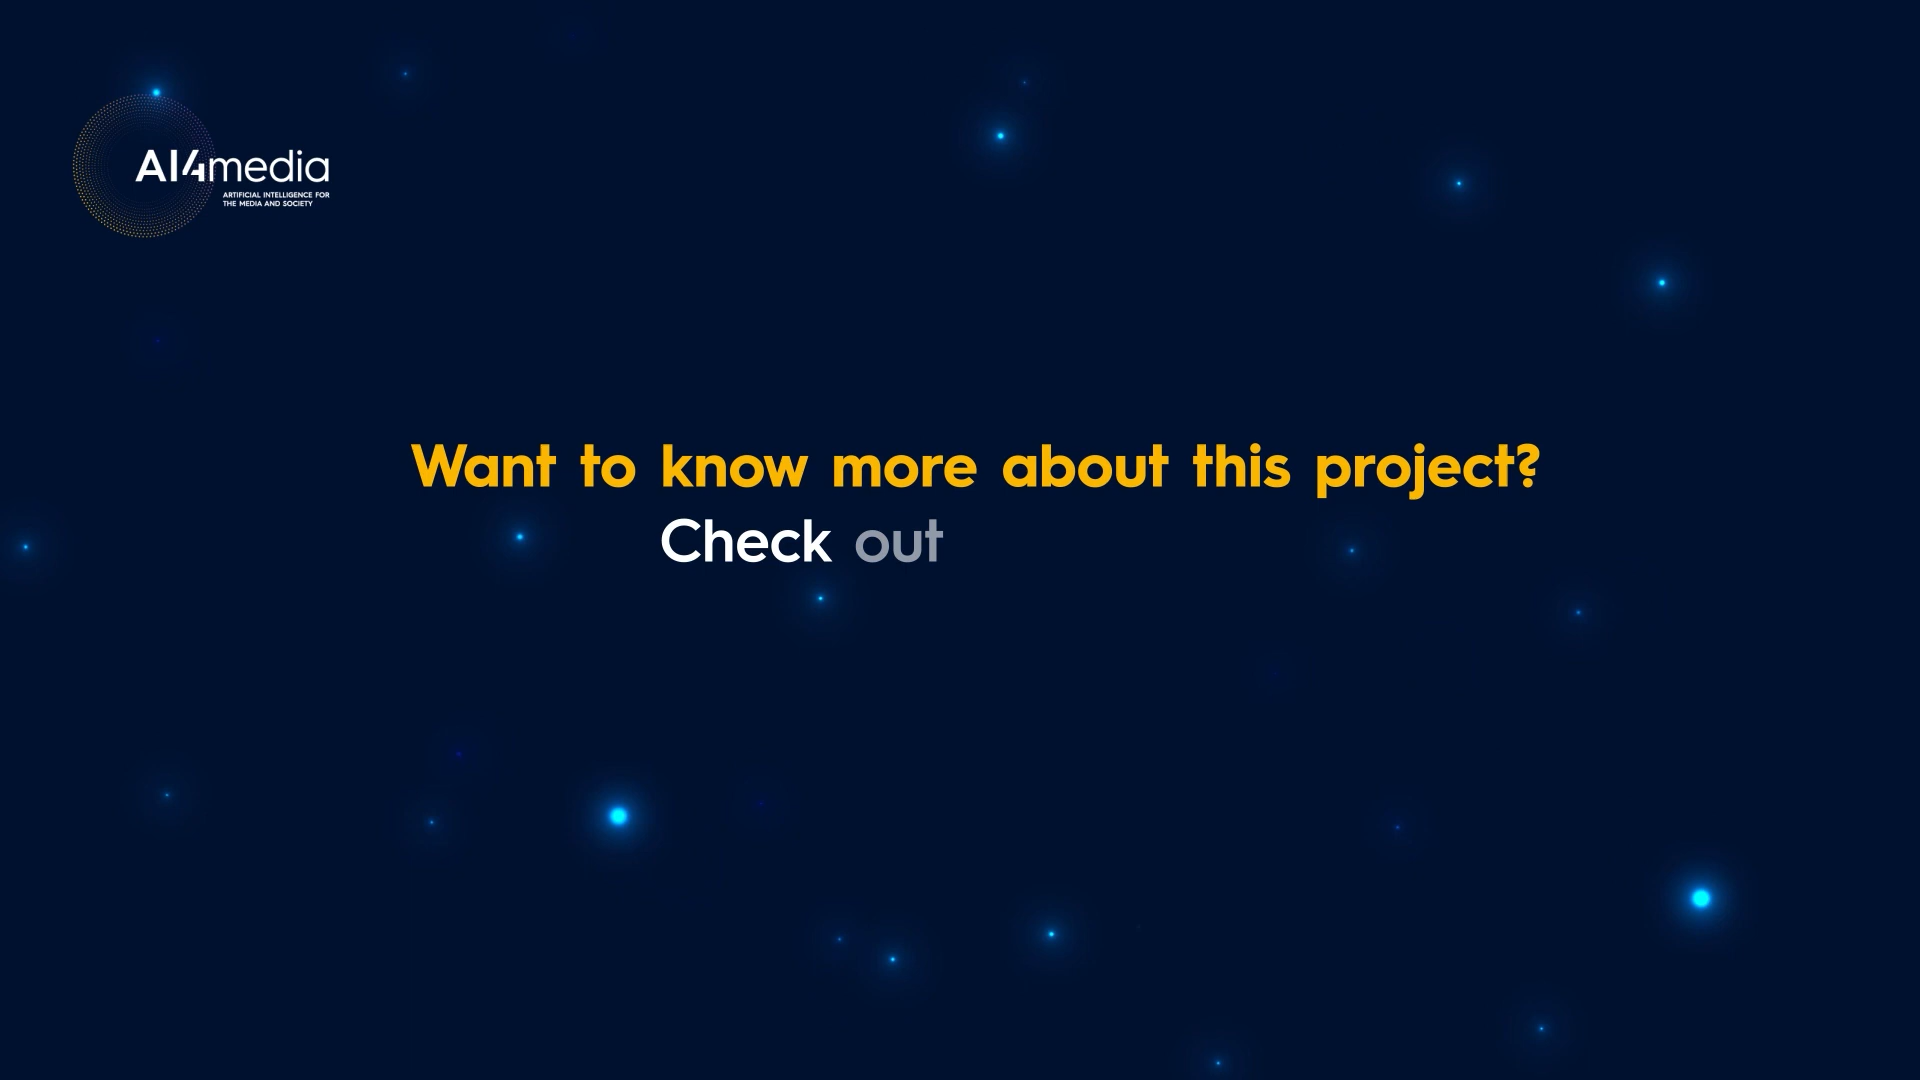 AI4media
ARTIFICIAL INTELLIGENCE FOR
THE MEDIA AND SOCIETY
Want to know more about this project?
Check out